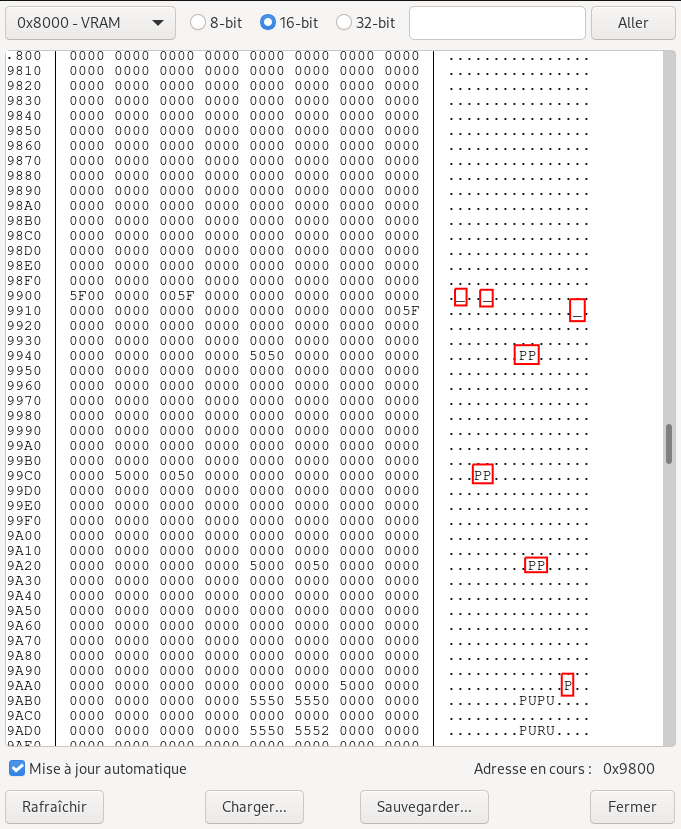 0x8000 - VRAM 8-bit 16-bit 32-bit Aller
.800 0000 0000 0000 0000 0000 0000 0000 0000 ................
9810 0000 0000 0000 0000 0000 0000 0000 0000 ................
9820 0000 0000 0000 0000 0000 0000 0000 0000 ................
9830 0000 0000 0000 0000 0000 0000 0000 0000 ................
9840 0000 0000 0000 0000 0000 0000 0000 0000 ................
9850 0000 0000 0000 0000 0000 0000 0000 0000 ................
9860 0000 0000 0000 0000 0000 0000 0000 0000 ................
9870 0000 0000 0000 0000 0000 0000 0000 0000 ................
9880 0000 0000 0000 0000 0000 0000 0000 0000 ................
9890 0000 0000 0000 0000 0000 0000 0000 0000 ................
98A0 0000 0000 0000 0000 0000 0000 0000 0000 ................
98B0 0000 0000 0000 0000 0000 0000 0000 0000 ................
98C0 0000 0000 0000 0000 0000 0000 0000 0000 ................
98D0 0000 0000 0000 0000 0000 0000 0000 0000 ................
98E0 0000 0000 0000 0000 0000 0000 0000 0000 ................
98F0 0000 0000 0000 0000 0000 0000 0000 0000 ................
9900 5F00 0000 005F 0000 0000 0000 0000 0000 ._.._...........
9910 0000 0000 0000 0000 0000 0000 0000 005F .............._.
9920 0000 0000 0000 0000 0000 0000 0000 0000 ................
9930 0000 0000 0000 0000 0000 0000 0000 0000 ................
9940 0000 0000 0000 0000 5050 0000 0000 0000 ........PP......
9950 0000 0000 0000 0000 0000 0000 0000 0000 ................
9960 0000 0000 0000 0000 0000 0000 0000 0000 ................
9970 0000 0000 0000 0000 0000 0000 0000 0000 ................
9980 0000 0000 0000 0000 0000 0000 0000 0000 ................
9990 0000 0000 0000 0000 0000 0000 0000 0000 ................
99A0 0000 0000 0000 0000 0000 0000 0000 0000 ................
99B0 0000 0000 0000 0000 0000 0000 0000 0000 ................
99C0 0000 5000 0050 0000 0000 0000 0000 0000 ...PP...........
99D0 0000 0000 0000 0000 0000 0000 0000 0000 ................
99E0 0000 0000 0000 0000 0000 0000 0000 0000 ................
99F0 0000 0000 0000 0000 0000 0000 0000 0000 ................
9A00 0000 0000 0000 0000 0000 0000 0000 0000 ................
9A10 0000 0000 0000 0000 0000 0000 0000 0000 ................
9A20 0000 0000 0000 0000 5000 0050 0000 0000 .........PP.....
9A30 0000 0000 0000 0000 0000 0000 0000 0000 ................
9A40 0000 0000 0000 0000 0000 0000 0000 0000 ................
9A50 0000 0000 0000 0000 0000 0000 0000 0000 ................
9A60 0000 0000 0000 0000 0000 0000 0000 0000 ................
9A70 0000 0000 0000 0000 0000 0000 0000 0000 ................
9A80 0000 0000 0000 0000 0000 0000 0000 0000 ................
9A90 0000 0000 0000 0000 0000 0000 0000 0000 ................
9AA0 0000 0000 0000 0000 0000 0000 5000 0000 .............P..
9AB0 0000 0000 0000 0000 5550 5550 0000 0000 ........PUPU....
9AC0 0000 0000 0000 0000 0000 0000 0000 0000 ................
9AD0 0000 0000 0000 0000 5550 5552 0000 0000 ........PURU....
Mise à jour automatique Adresse en cours : 0x9800
Rafraîchir Charger... Sauvegarder... Fermer